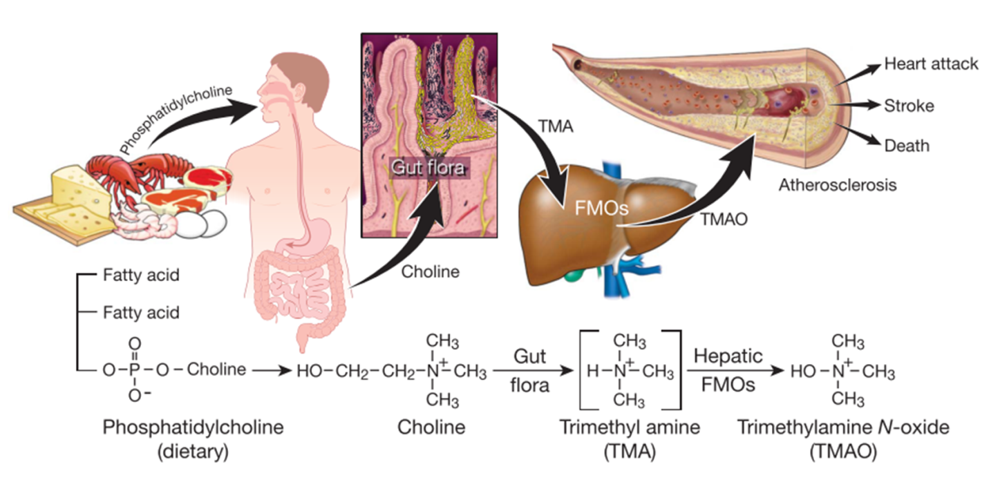 Phosphatidylcholine
Gut flora
Choline
TMA
FMOs
TMAO
Heart attack
Stroke
Death
Atherosclerosis
Fatty acid
Fatty acid
O
O–P–O–Choline
O-
HO–CH2–CH2–N+–CH3
CH3
CH3
Gut
flora
H–N+–CH3
CH3
CH3
Hepatic
FMOs
HO–N+–CH3
CH3
CH3
Phosphatidylcholine
(dietary)
Choline
Trimethyl amine
(TMA)
Trimethylamine N-oxide
(TMAO)